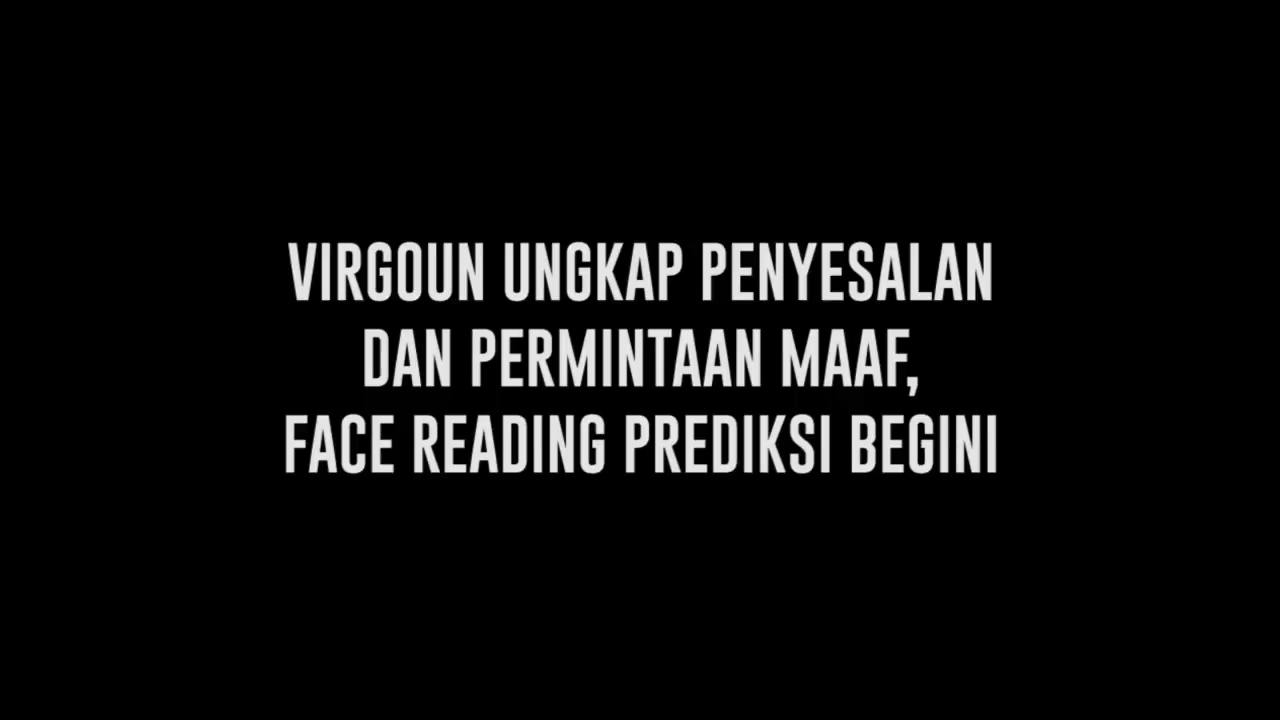 VIRGOUN UNGKAP PENYESALAN
DAN PERMINTAAN MAAF,
FACE READING PREDIKSI BEGINI